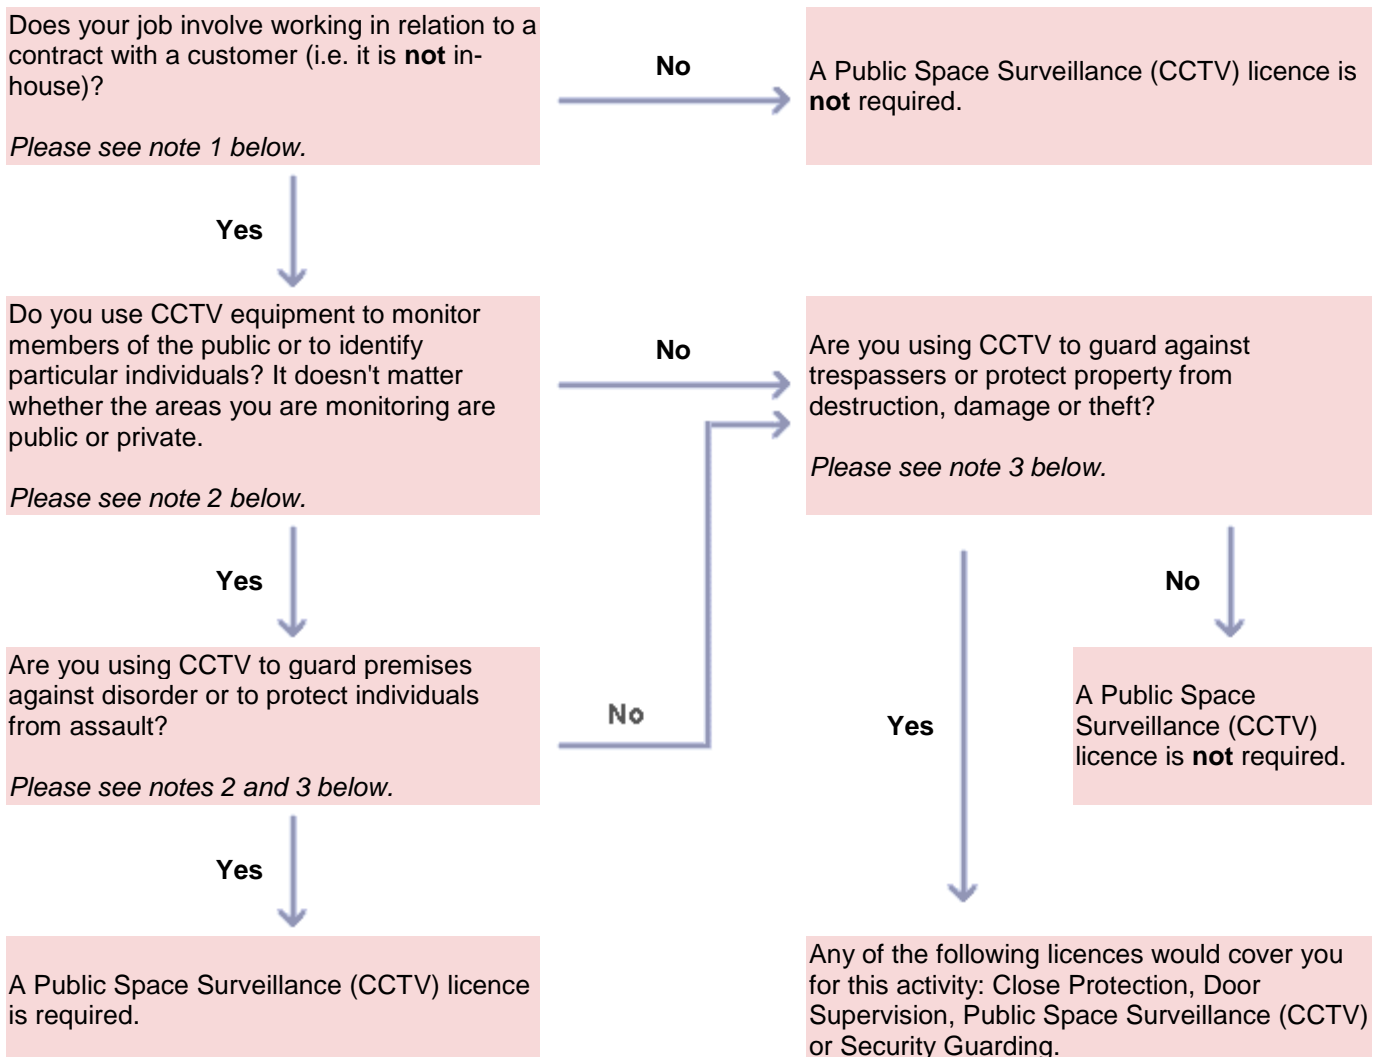 Does your job involve working in relation to a
contract with a customer (i.e. it is not in-
house)?
Please see note 1 below.
No
A Public Space Surveillance (CCTV) licence is
not required.
Yes
Do you use CCTV equipment to monitor
members of the public or to identify
particular individuals? It doesn't matter
whether the areas you are monitoring are
public or private.
Please see note 2 below.
No
Are you using CCTV to guard against
trespassers or protect property from
destruction, damage or theft?
Please see note 3 below.
Yes
Are you using CCTV to guard premises
against disorder or to protect individuals
from assault?
Please see notes 2 and 3 below.
No
Yes
No
A Public Space
Surveillance (CCTV)
licence is not required.
Yes
A Public Space Surveillance (CCTV) licence
is required.
Any of the following licences would cover you
for this activity: Close Protection, Door
Supervision, Public Space Surveillance (CCTV)
or Security Guarding.